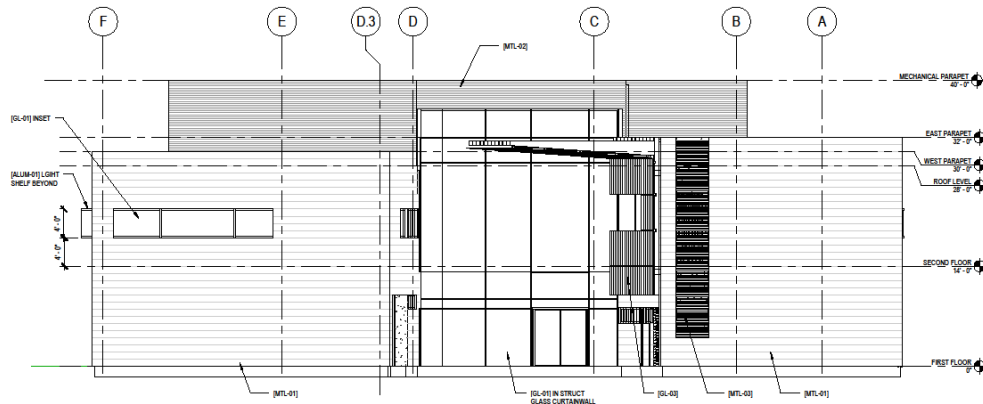 F E D.3 D C B A
[MTL-02]
MECHANICAL PARAPET
40' - 0"
[GL-01] INSET
EAST PARAPET
32' - 0"
WEST PARAPET
30' - 0"
[ALUM-01] LGIHT
SHELF BEYOND
ROOF LEVEL
28' - 0"
4' - 0"
4' - 0"
SECOND FLOOR
14' - 0"
FIRST FLOOR
0"
[MTL-01]
[GL-01] IN STRUCT
GLASS CURTAINWALL
[GL-03]
[MTL-03]
[MTL-01]